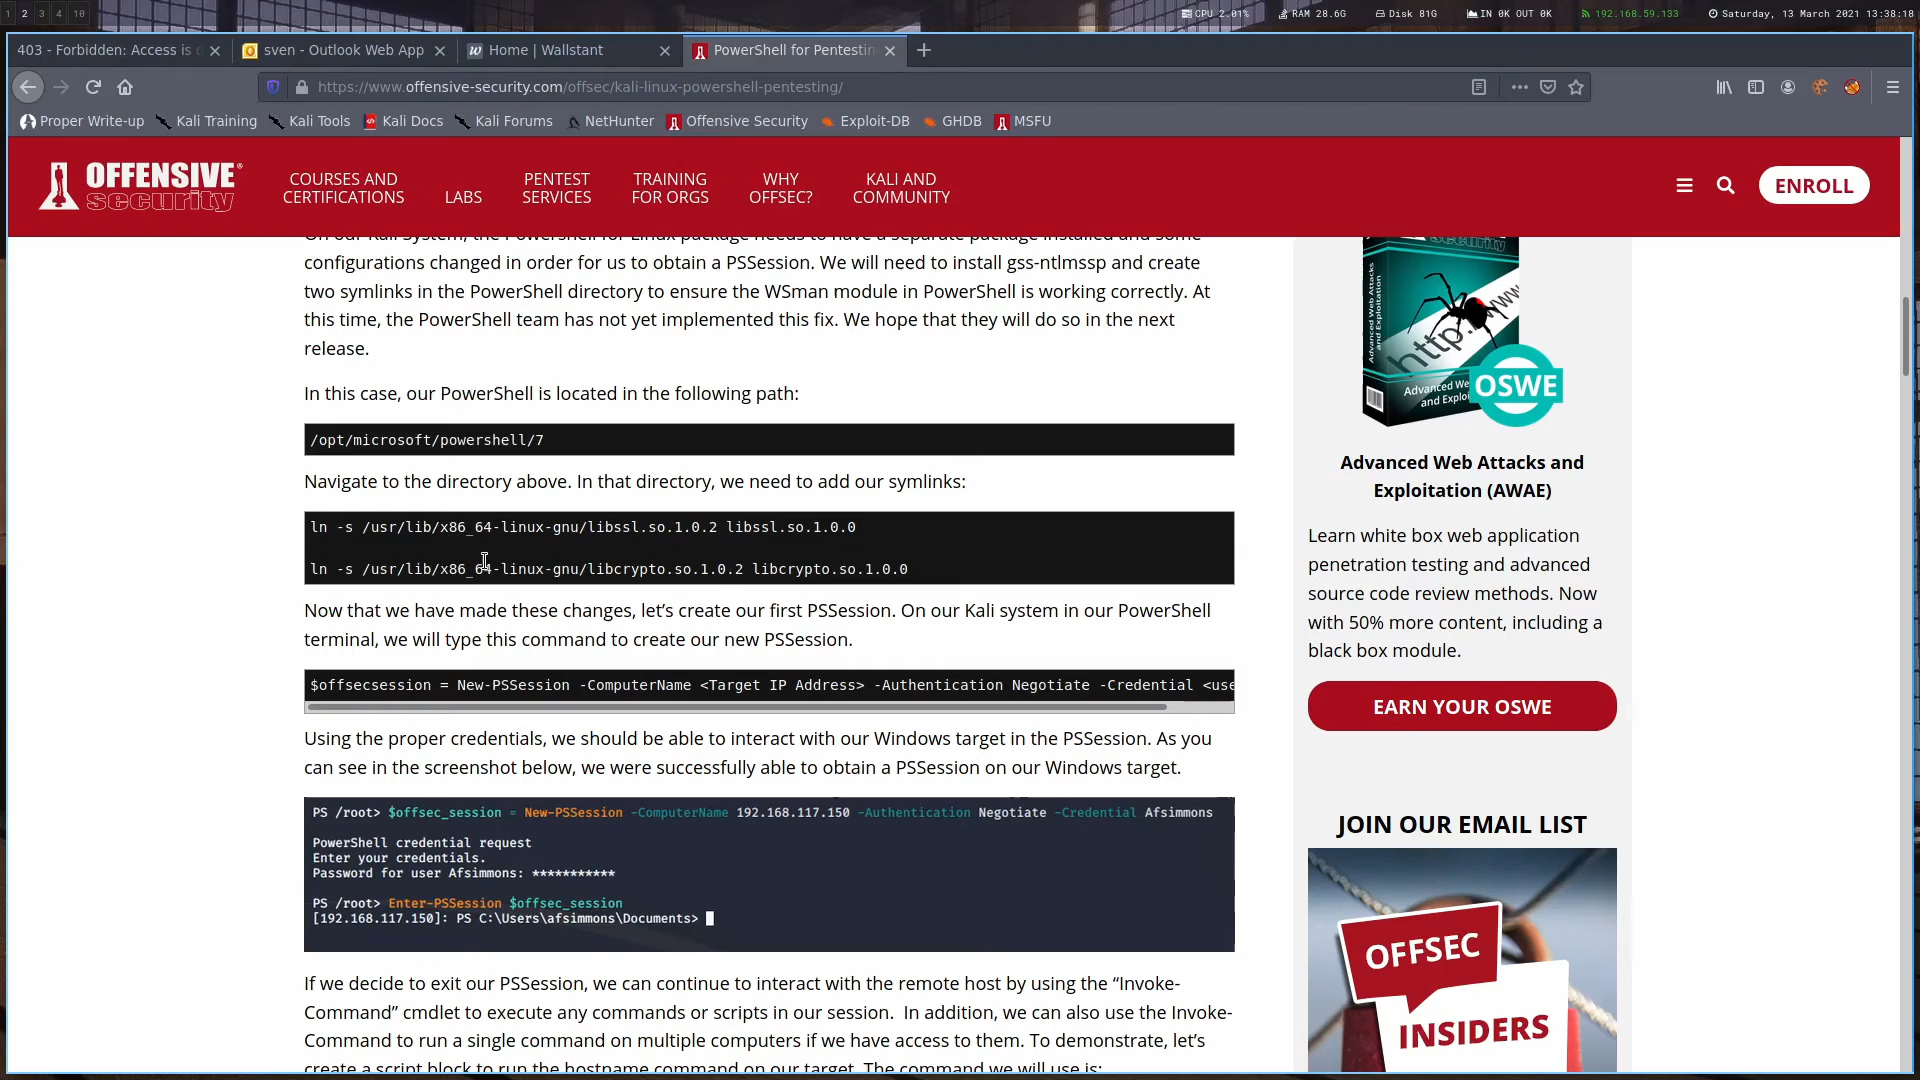 1 2 3 4 10
CPU 2.01% RAM 28.6G Disk 81G IN 0K OUT 0K 192.168.59.133 Saturday, 13 March 2021 13:38:18
403 - Forbidden: Access is d
sven - Outlook Web App
Home | Wallstant
PowerShell for Pentestin
https://www.offensive-security.com/offsec/kali-linux-powershell-pentesting/
Proper Write-up Kali Training Kali Tools Kali Docs Kali Forums NetHunter Offensive Security Exploit-DB GHDB MSFU
OFFENSIVE
security
COURSES AND
CERTIFICATIONS
LABS
PENTEST
SERVICES
TRAINING
FOR ORGS
WHY
OFFSEC?
KALI AND
COMMUNITY
ENROLL
On our Kali System, the Powershell for Linux package needs to have a separate package installed and some
configurations changed in order for us to obtain a PSSession. We will need to install gss-ntlmssp and create
two symlinks in the PowerShell directory to ensure the WSman module in PowerShell is working correctly. At
this time, the PowerShell team has not yet implemented this fix. We hope that they will do so in the next
release.
In this case, our PowerShell is located in the following path:
/opt/microsoft/powershell/7
Navigate to the directory above. In that directory, we need to add our symlinks:
ln -s /usr/lib/x86_64-linux-gnu/libssl.so.1.0.2 libssl.so.1.0.0
ln -s /usr/lib/x86_64-linux-gnu/libcrypto.so.1.0.2 libcrypto.so.1.0.0
Now that we have made these changes, let’s create our first PSSession. On our Kali system in our PowerShell
terminal, we will type this command to create our new PSSession.
$offsecsession = New-PSSession -ComputerName <Target IP Address> -Authentication Negotiate -Credential <use
Using the proper credentials, we should be able to interact with our Windows target in the PSSession. As you
can see in the screenshot below, we were successfully able to obtain a PSSession on our Windows target.
PS /root> $offsec_session = New-PSSession -ComputerName 192.168.117.150 -Authentication Negotiate -Credential Afsimmons
PowerShell credential request
Enter your credentials.
Password for user Afsimmons: ***********
PS /root> Enter-PSSession $offsec_session
[192.168.117.150]: PS C:\Users\afsimmons\Documents>
If we decide to exit our PSSession, we can continue to interact with the remote host by using the “Invoke-
Command” cmdlet to execute any commands or scripts in our session.  In addition, we can also use the Invoke-
Command to run a single command on multiple computers if we have access to them. To demonstrate, let’s
create a script block to run the hostname command on our target. The command we will use is:
security
Advanced Web Attacks
and Exploitation
http:
WWW
Advanced We
and Exploi
OSWE
Advanced Web Attacks and
Exploitation (AWAE)
Learn white box web application
penetration testing and advanced
source code review methods. Now
with 50% more content, including a
black box module.
EARN YOUR OSWE
JOIN OUR EMAIL LIST
OFFSEC
INSIDERS